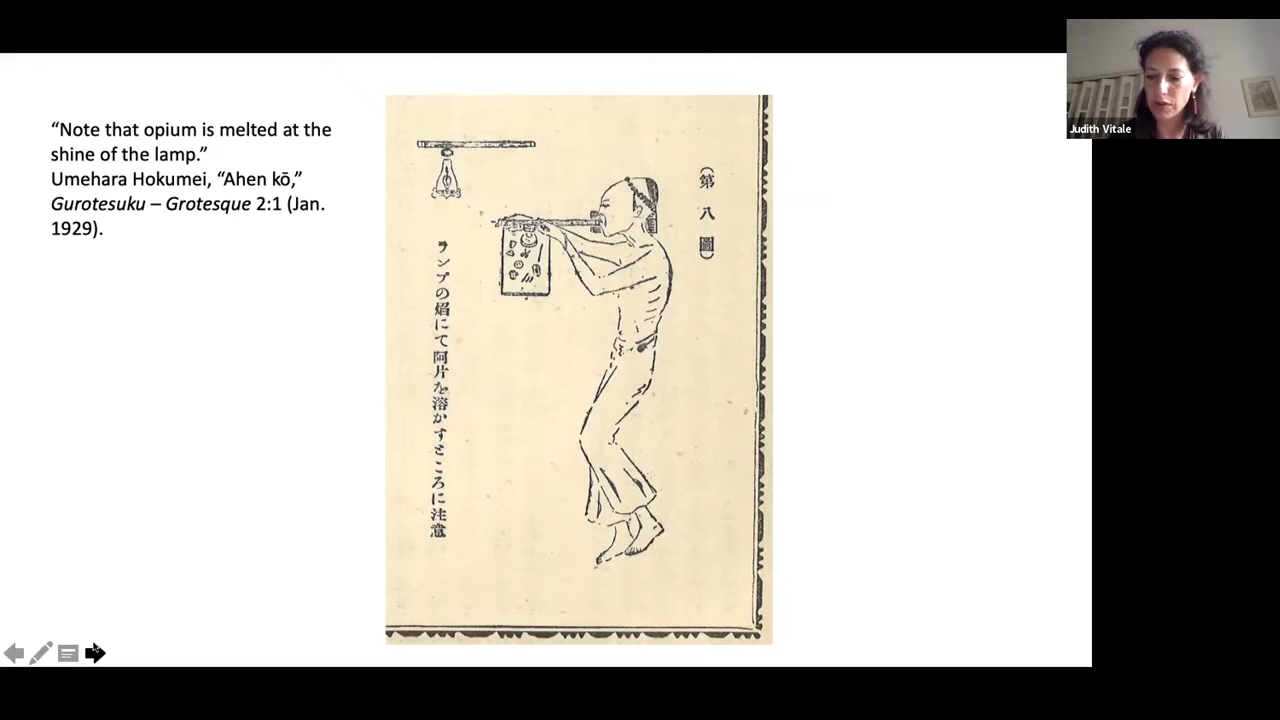 “Note that opium is melted at the
shine of the lamp.”
Umehara Hokumei, “Ahen kō,”
Gurotesuku – Grotesque 2:1 (Jan.
1929).
(第八圖)
ランプの焰にて阿片を溶かすところに注意
Judith Vitale